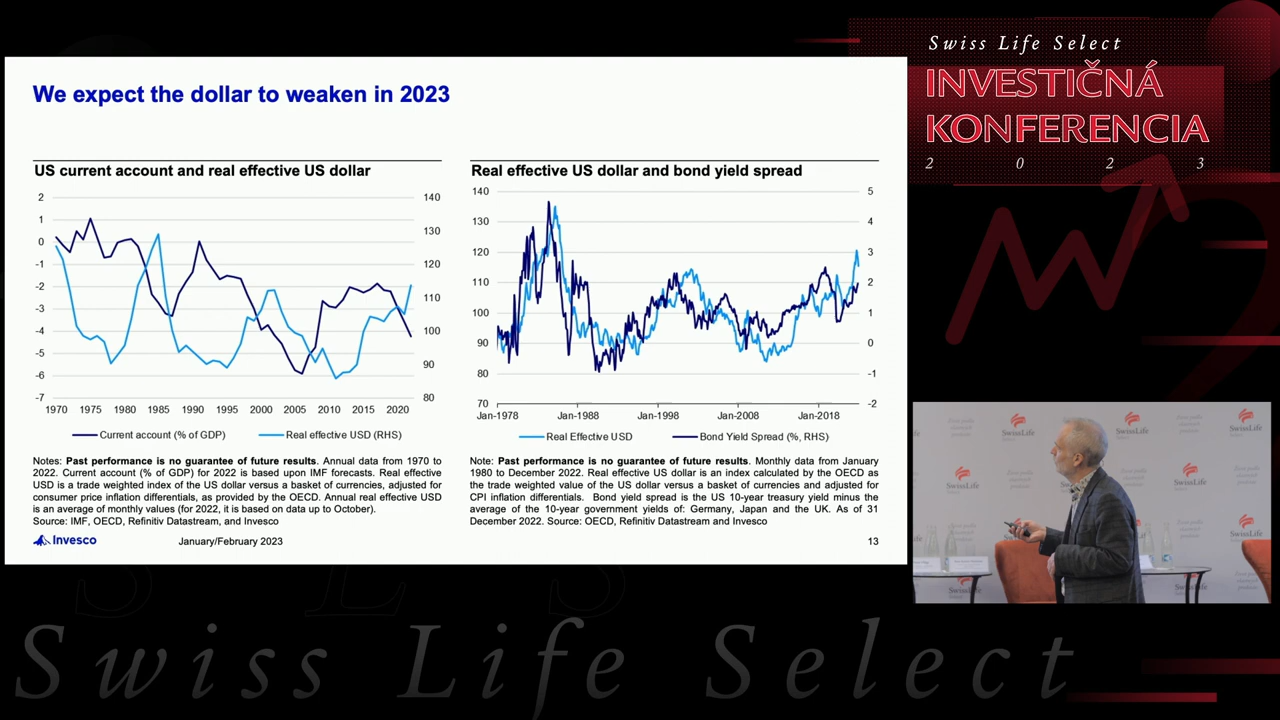 Swiss Life Select
INVESTIČNÁ
KONFERENCIA
2 0 2 3
We expect the dollar to weaken in 2023
US current account and real effective US dollar
2
1
0
-1
-2
-3
-4
-5
-6
-7
140
130
120
110
100
90
80
1970 1975 1980 1985 1990 1995 2000 2005 2010 2015 2020
Current account (% of GDP) Real effective USD (RHS)
Notes: Past performance is no guarantee of future results. Annual data from 1970 to
2022. Current account (% of GDP) for 2022 is based upon IMF forecasts. Real effective
USD is a trade weighted index of the US dollar versus a basket of currencies, adjusted for
consumer price inflation differentials, as provided by the OECD. Annual real effective USD
is an average of monthly values (for 2022, it is based on data up to October).
Source: IMF, OECD, Refinitiv Datastream, and Invesco
Real effective US dollar and bond yield spread
140
130
120
110
100
90
80
70
5
4
3
2
1
0
-1
-2
Jan-1978 Jan-1988 Jan-1998 Jan-2008 Jan-2018
Real Effective USD Bond Yield Spread (%, RHS)
Note: Past performance is no guarantee of future results. Monthly data from January
1980 to December 2022. Real effective US dollar is an index calculated by the OECD as
the trade weighted value of the US dollar versus a basket of currencies and adjusted for
CPI inflation differentials. Bond yield spread is the US 10-year treasury yield minus the
average of the 10-year government yields of: Germany, Japan and the UK. As of 31
December 2022. Source: OECD, Refinitiv Datastream and Invesco
Invesco January/February 2023 13
SwissLife
SwissLife
SwissLife
SwissLife
SwissLife
SwissLife
Swiss Life Select